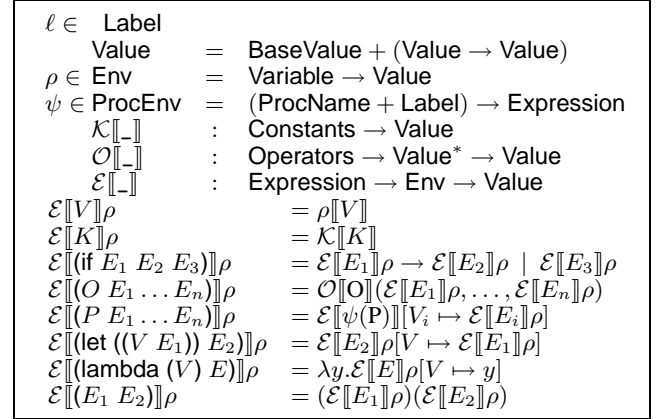 ℓ ∈ Label
Value = BaseValue + (Value → Value)
ρ ∈ Env = Variable → Value
ψ ∈ ProcEnv = (ProcName + Label) → Expression
𝒦⟦_⟧ : Constants → Value
𝒪⟦_⟧ : Operators → Value* → Value
ℰ⟦_⟧ : Expression → Env → Value
ℰ⟦V⟧ρ = ρ⟦V⟧
ℰ⟦K⟧ρ = 𝒦⟦K⟧
ℰ⟦(if E₁ E₂ E₃)⟧ρ = ℰ⟦E₁⟧ρ → ℰ⟦E₂⟧ρ | ℰ⟦E₃⟧ρ
ℰ⟦(O E₁ … Eₙ)⟧ρ = 𝒪⟦O⟧(ℰ⟦E₁⟧ρ, …, ℰ⟦Eₙ⟧ρ)
ℰ⟦(P E₁ … Eₙ)⟧ρ = ℰ⟦ψ(P)⟧[Vᵢ ↦ ℰ⟦Eᵢ⟧ρ]
ℰ⟦(let ((V E₁)) E₂)⟧ρ = ℰ⟦E₂⟧ρ[V ↦ ℰ⟦E₁⟧ρ]
ℰ⟦(lambda (V) E)⟧ρ = λy.ℰ⟦E⟧ρ[V ↦ y]
ℰ⟦(E₁ E₂)⟧ρ = (ℰ⟦E₁⟧ρ)(ℰ⟦E₂⟧ρ)